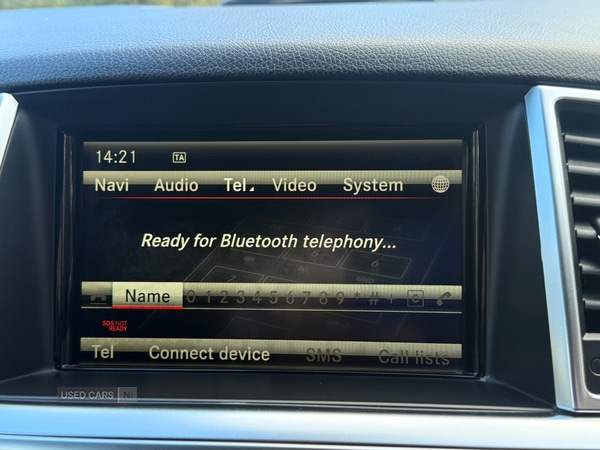 14:21 TA
Navi Audio Tel Video System
Ready for Bluetooth telephony...
Name 0 1 2 3 4 5 6 7 8 9 * # + C
SOS NOT
READY
Tel Connect device SMS Call lists
USED CARS NI